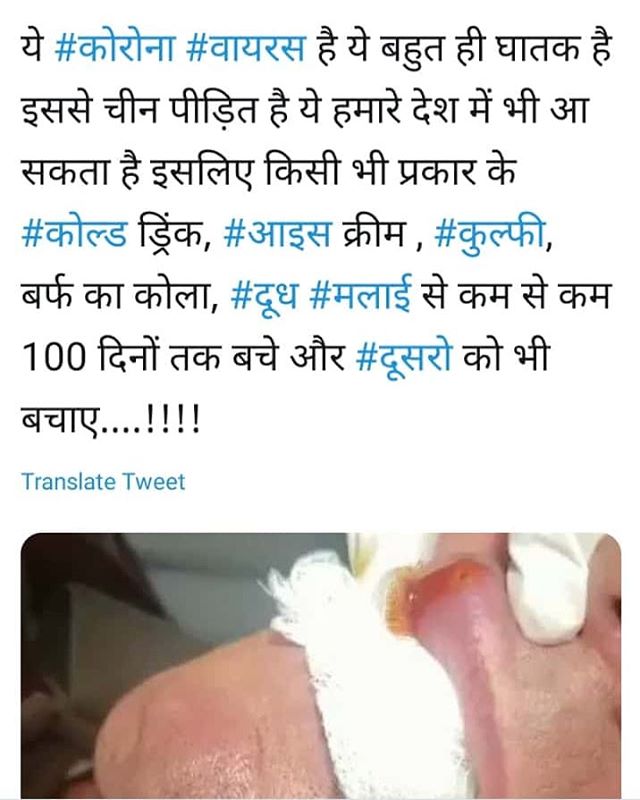 ये #कोरोना #वायरस है ये बहुत ही घातक है
इससे चीन पीड़ित है ये हमारे देश में भी आ
सकता है इसलिए किसी भी प्रकार के
#कोल्ड ड्रिंक, #आइस क्रीम , #कुल्फी,
बर्फ का कोला, #दूध #मलाई से कम से कम
100 दिनों तक बचे और #दूसरो को भी
बचाए....!!!!
Translate Tweet